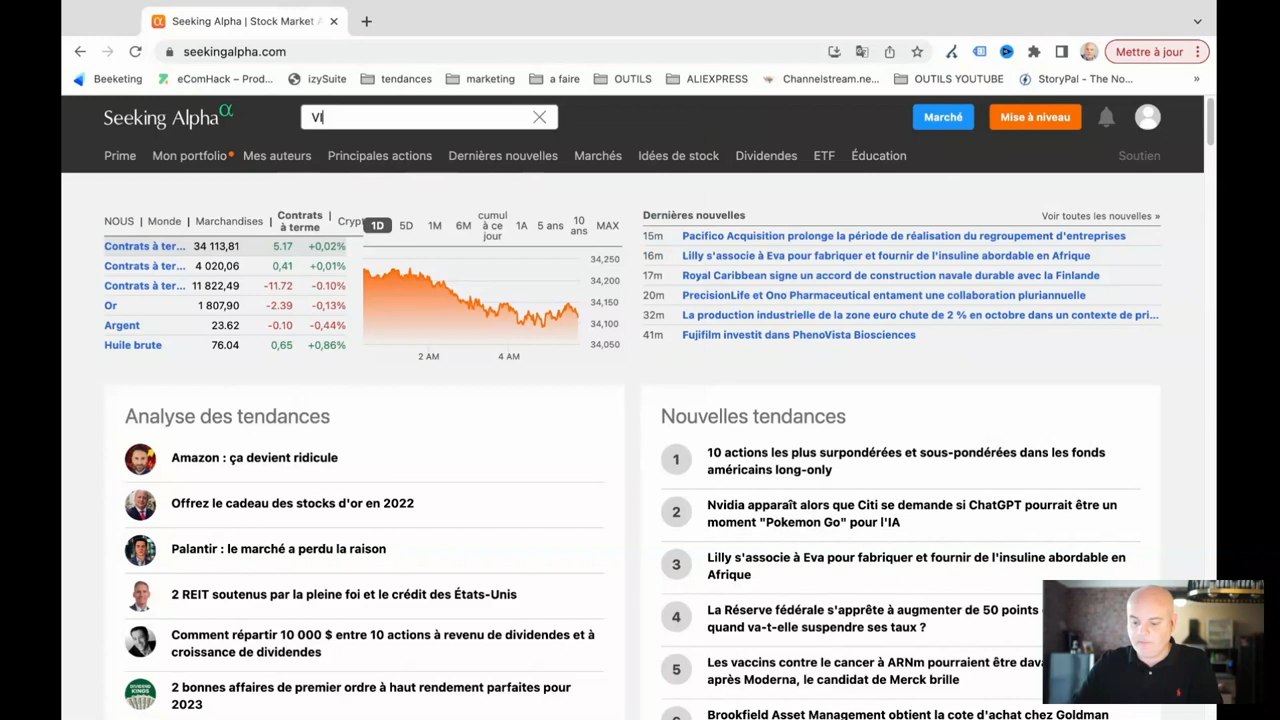 Seeking Alpha | Stock Market A
seekingalpha.com
Mettre à jour
Beeketing
eComHack – Prod...
izySuite
tendances
marketing
a faire
OUTILS
ALIEXPRESS
Channelstream.ne...
OUTILS YOUTUBE
StoryPal - The No...
»
Seeking Alpha α
VI
Marché
Mise à niveau
Prime
Mon portfolio
Mes auteurs
Principales actions
Dernières nouvelles
Marchés
Idées de stock
Dividendes
ETF
Éducation
Soutien
NOUS | Monde | Marchandises | Contrats à terme | Cryp
Contrats à ter... 34 113,81 5.17 +0,02%
Contrats à ter... 4 020,06 0,41 +0,01%
Contrats à ter... 11 822,49 -11.72 -0.10%
Or 1 807,90 -2.39 -0,13%
Argent 23.62 -0.10 -0,44%
Huile brute 76.04 0,65 +0,86%
1D 5D 1M 6M cumul à ce jour 1A 5 ans 10 ans MAX
34,250
34,200
34,150
34,100
34,050
2 AM 4 AM
Dernières nouvelles
Voir toutes les nouvelles »
15m Pacifico Acquisition prolonge la période de réalisation du regroupement d'entreprises
16m Lilly s'associe à Eva pour fabriquer et fournir de l'insuline abordable en Afrique
17m Royal Caribbean signe un accord de construction navale durable avec la Finlande
20m PrecisionLife et Ono Pharmaceutical entament une collaboration pluriannuelle
32m La production industrielle de la zone euro chute de 2 % en octobre dans un contexte de pri...
41m Fujifilm investit dans PhenoVista Biosciences
Analyse des tendances
Amazon : ça devient ridicule
Offrez le cadeau des stocks d'or en 2022
Palantir : le marché a perdu la raison
2 REIT soutenus par la pleine foi et le crédit des États-Unis
Comment répartir 10 000 $ entre 10 actions à revenu de dividendes et à
croissance de dividendes
DIVIDEND
KINGS
2 bonnes affaires de premier ordre à haut rendement parfaites pour
2023
Nouvelles tendances
1
10 actions les plus surpondérées et sous-pondérées dans les fonds
américains long-only
2
Nvidia apparaît alors que Citi se demande si ChatGPT pourrait être un
moment "Pokemon Go" pour l'IA
3
Lilly s'associe à Eva pour fabriquer et fournir de l'insuline abordable en
Afrique
4
La Réserve fédérale s'apprête à augmenter de 50 points
quand va-t-elle suspendre ses taux ?
5
Les vaccins contre le cancer à ARNm pourraient être
après Moderna, le candidat de Merck brille
Brookfield Asset Management obtient la cote d'achat chez Goldman